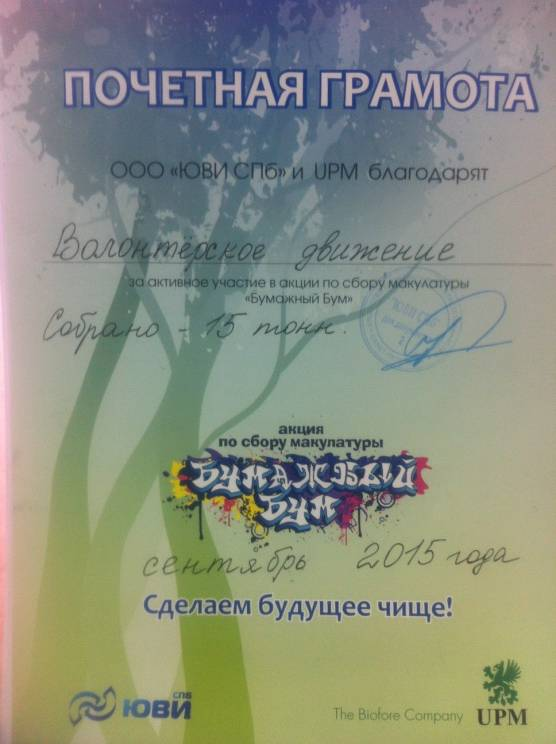 ПОЧЕТНАЯ ГРАМОТА
ООО «ЮВИ СПб» и UPM благодарят
Волонтёрское движение
за активное участие в акции по сбору макулатуры
«Бумажный Бум»
Собрано - 15 тонн.
"ЮВИ СПб"
акция
по сбору макулатуры
БУМАЖНЫЙ
БУМ
сентябрь 2015 года
Сделаем будущее чище!
СПБ
ЮВИ
The Biofore Company
UPM